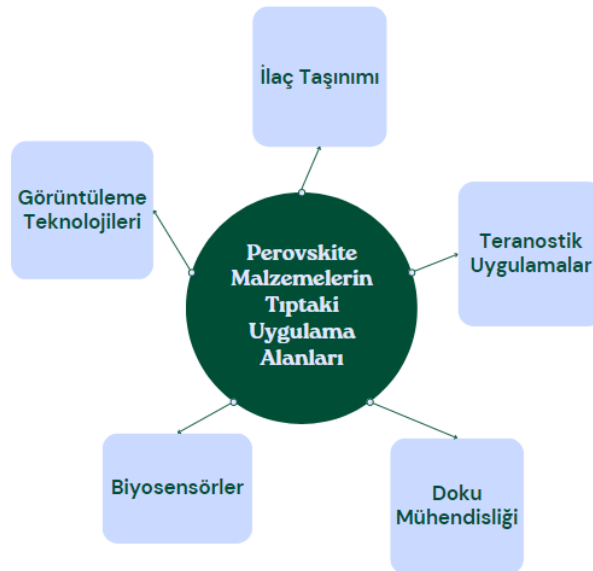 İlaç Taşınımı
Görüntüleme
Teknolojileri
Teranostik
Uygulamalar
Perovskite
Malzemelerin
Tıptaki
Uygulama
Alanları
Biyosensörler
Doku
Mühendisliği